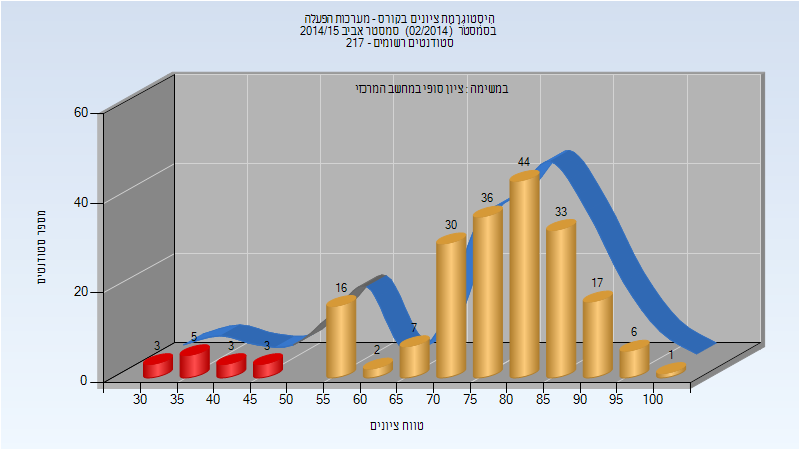 היסטוגרמת ציונים בקורס - מערכות הפעלה
בסמסטר (02/2014) סמסטר אביב 2014/15
סטודנטים רשומים - 217
במשימה : ציון סופי במחשב המרכזי
מספר סטודנטים
60
40
20
0
3
5
3
3
16
2
7
30
36
44
33
17
6
1
30 35 40 45 50 55 60 65 70 75 80 85 90 95 100
טווח ציונים